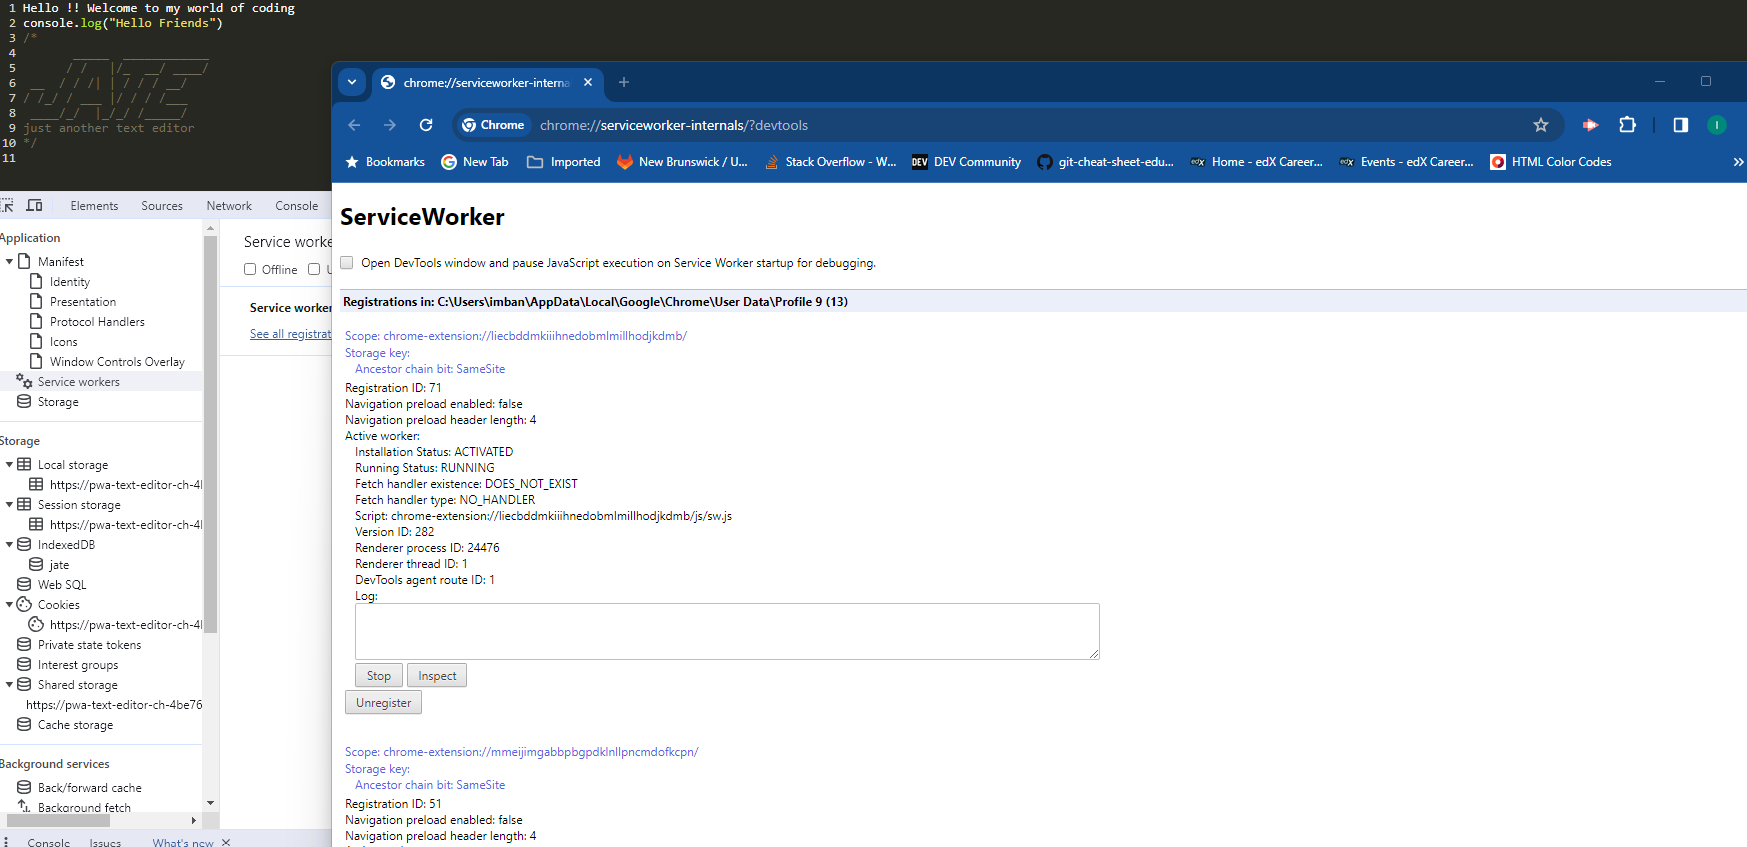 1 Hello !! Welcome to my world of coding
2 console.log("Hello Friends")
3 /*
4
5
6
7
8
9 just another text editor
10 */
11
chrome://serviceworker-interna
Chrome
chrome://serviceworker-internals/?devtools
I
Bookmarks
New Tab
Imported
New Brunswick / U...
Stack Overflow - W...
DEV DEV Community
git-cheat-sheet-edu...
edX Home - edX Career...
edX Events - edX Career...
HTML Color Codes
Elements
Sources
Network
Console
Application
Manifest
Identity
Presentation
Protocol Handlers
Icons
Window Controls Overlay
Service workers
Storage
Storage
Local storage
https://pwa-text-editor-ch-4l
Session storage
https://pwa-text-editor-ch-4l
IndexedDB
jate
Web SQL
Cookies
https://pwa-text-editor-ch-4l
Private state tokens
Interest groups
Shared storage
https://pwa-text-editor-ch-4be76
Cache storage
Background services
Back/forward cache
Background fetch
Console
Issues
What's new
Service worke
Offline
U
Service worker
See all registrat
ServiceWorker
Open DevTools window and pause JavaScript execution on Service Worker startup for debugging.
Registrations in: C:\Users\imban\AppData\Local\Google\Chrome\User Data\Profile 9 (13)
Scope: chrome-extension://liecbddmkiiihnedobmlmillhodjkdmb/
Storage key:
Ancestor chain bit: SameSite
Registration ID: 71
Navigation preload enabled: false
Navigation preload header length: 4
Active worker:
Installation Status: ACTIVATED
Running Status: RUNNING
Fetch handler existence: DOES_NOT_EXIST
Fetch handler type: NO_HANDLER
Script: chrome-extension://liecbddmkiiihnedobmlmillhodjkdmb/js/sw.js
Version ID: 282
Renderer process ID: 24476
Renderer thread ID: 1
DevTools agent route ID: 1
Log:
Stop
Inspect
Unregister
Scope: chrome-extension://mmeijimgabbpbgpdklnllpncmdofkcpn/
Storage key:
Ancestor chain bit: SameSite
Registration ID: 51
Navigation preload enabled: false
Navigation preload header length: 4